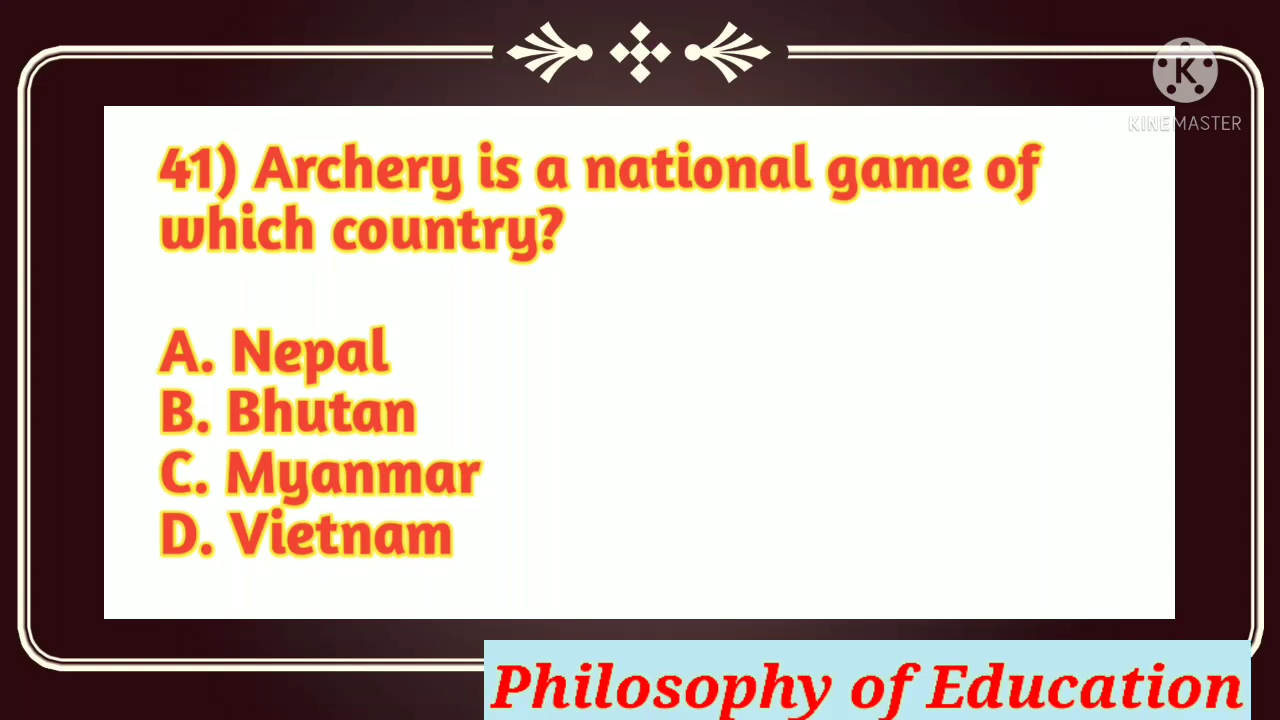 K
KINEMASTER
41) Archery is a national game of
which country?
A. Nepal
B. Bhutan
C. Myanmar
D. Vietnam
Philosophy of Education